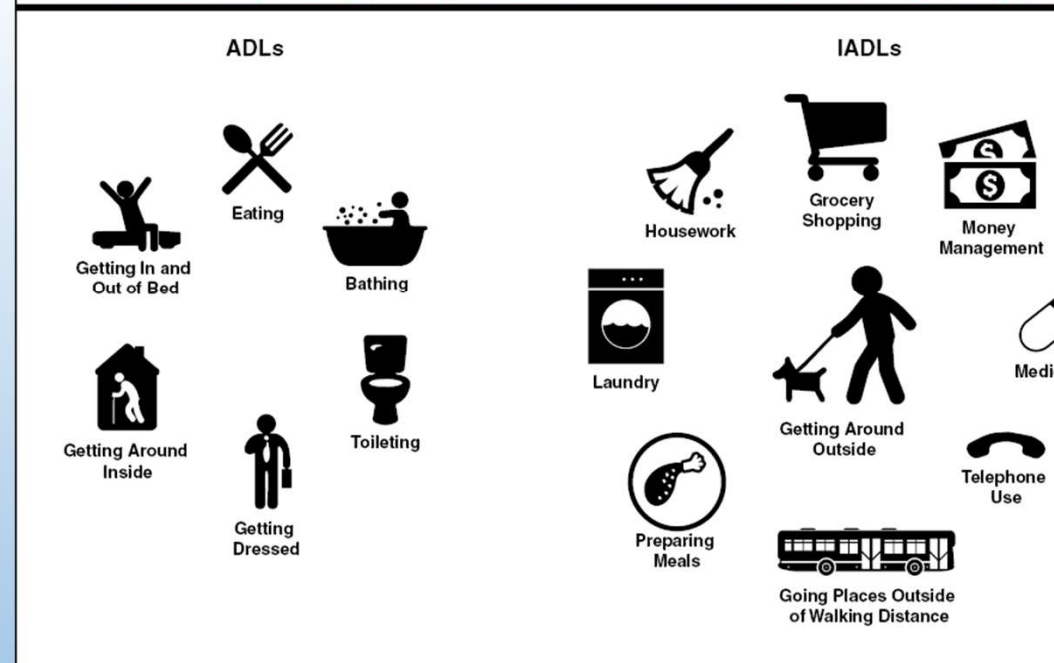 ADLs
Eating
Getting In and
Out of Bed
Bathing
Getting Around
Inside
Toileting
Getting
Dressed
IADLs
Housework
Grocery
Shopping
Money
Management
Laundry
Getting Around
Outside
Telephone
Use
Preparing
Meals
Going Places Outside
of Walking Distance